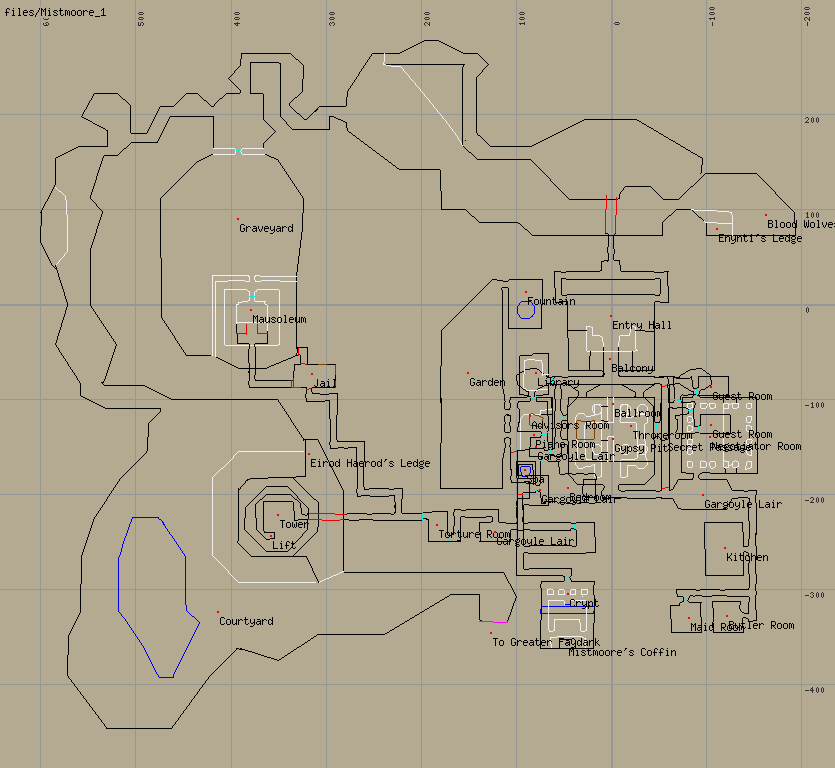 files/Mistmoore_1
600 500 400 300 200 100 0 -100 -200
200
100
Blood Wolves
Graveyard
Enynti's Ledge
Fountain
0
Mausoleum
Entry Hall
Balcony
Jail
Garden
Library
Guest Room
-100
Ballroom
Advisors Room
Throneroom
Guest Room
Piano Room
Gypsy Pit
Secret Passage
Negotiator Room
Gargoyle Lair
Eirod Haerod's Ledge
Spa
-200
Bedroom
Gargoyle Lair
Gargoyle Lair
Tower
Torture Room
Gargoyle Lair
Lift
Kitchen
-300
Crypt
Courtyard
Maid Room
Butler Room
To Greater Faydark
Mistmoore's Coffin
-400